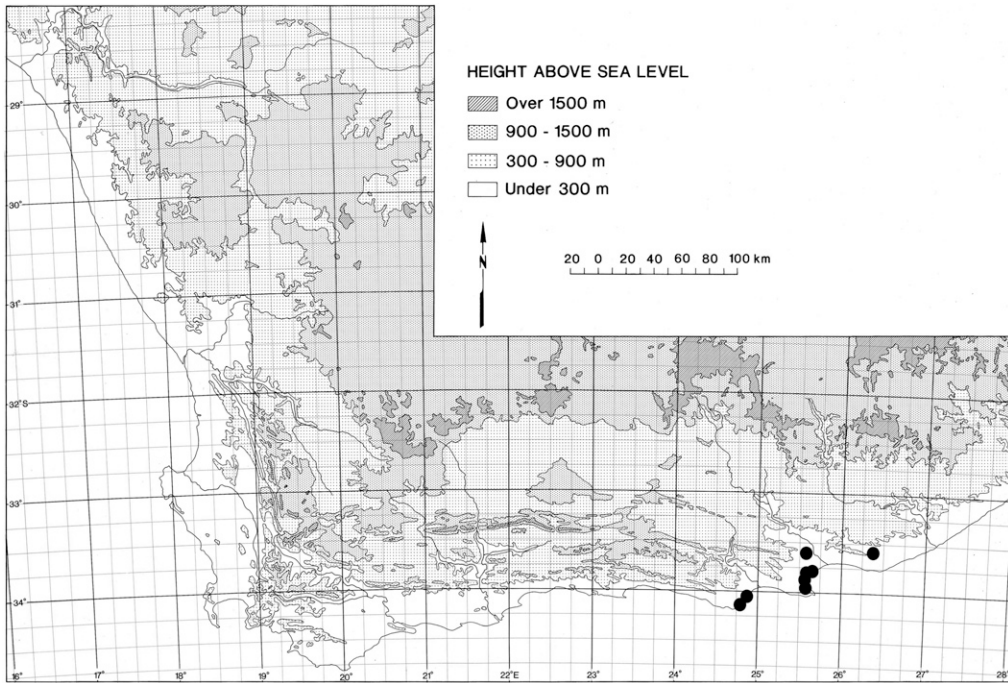 HEIGHT ABOVE SEA LEVEL
Over 1500 m
900 - 1500 m
300 - 900 m
Under 300 m
N
20 0 20 40 60 80 100 km
29°
30°
31°
32°S
33°
34°
16° 17° 18° 19° 20° 21° 22° 23° 24° 25° 26° 27° 28°